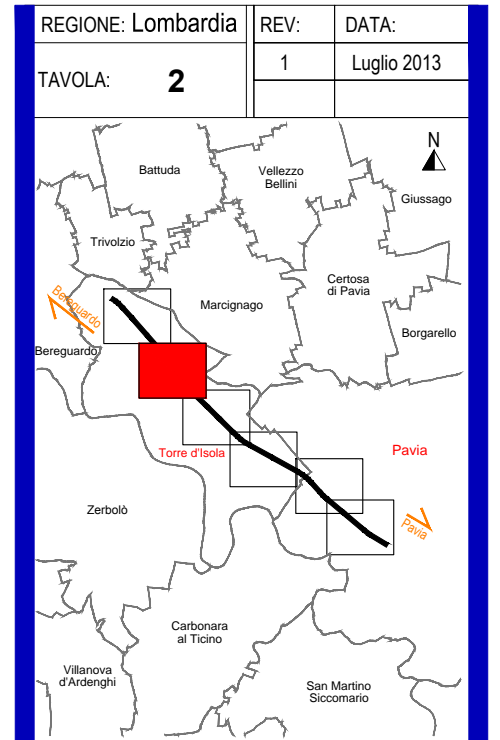 REGIONE: Lombardia
REV:
DATA:
1
Luglio 2013
TAVOLA: 2
N
Battuda
Vellezzo
Bellini
Giussago
Trivolzio
Certosa
di Pavia
Bereguardo
Marcignago
Borgarello
Bereguardo
Torre d'Isola
Pavia
Zerbolò
Pavia
Carbonara
al Ticino
Villanova
d'Ardenghi
San Martino
Siccomario